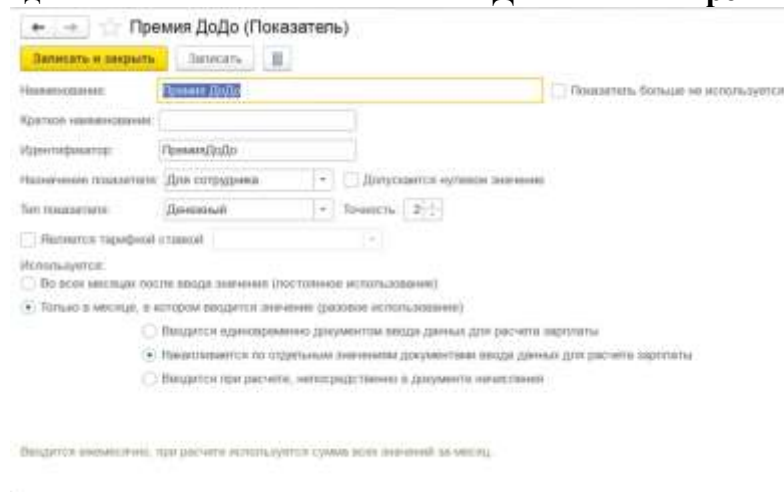 Премия ДоДо (Показатель)
Записать и закрыть Записать
Наименование: Премия ДоДо Показатель больше не используется
Краткое наименование:
Идентификатор: ПремияДоДо
Назначение показателя: Для сотрудника Допускается нулевое значение
Тип показателя: Денежный Точность: 2
Является тарифной ставкой
Используется:
Во всех месяцах после ввода значения (постоянное использование)
Только в месяце, в котором вводится значение (разовое использование)
Вводится единовременно документом ввода данных для расчета зарплаты
Накапливается по отдельным значениям документами ввода данных для расчета зарплаты
Вводится при расчете, непосредственно в документе начисления
Вводится ежемесячно, при расчете используется сумма всех значений за месяц.